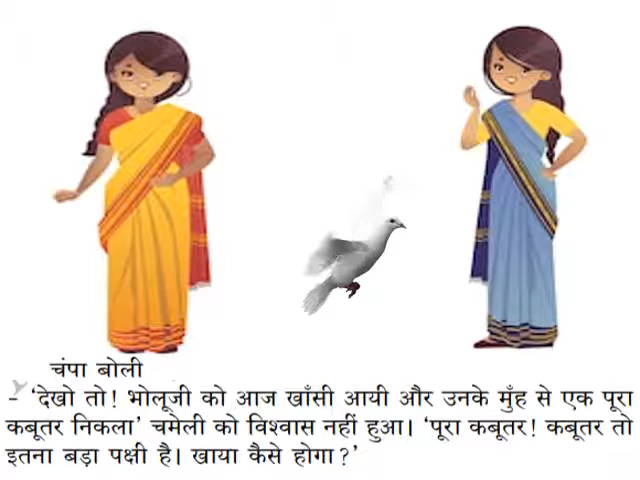 चंपा बोली
- ‘देखो तो! भोलूजी को आज खाँसी आयी और उनके मुँह से एक पूरा
कबूतर निकला’ चमेली को विश्वास नहीं हुआ। ‘पूरा कबूतर! कबूतर तो
इतना बड़ा पक्षी है। खाया कैसे होगा?’